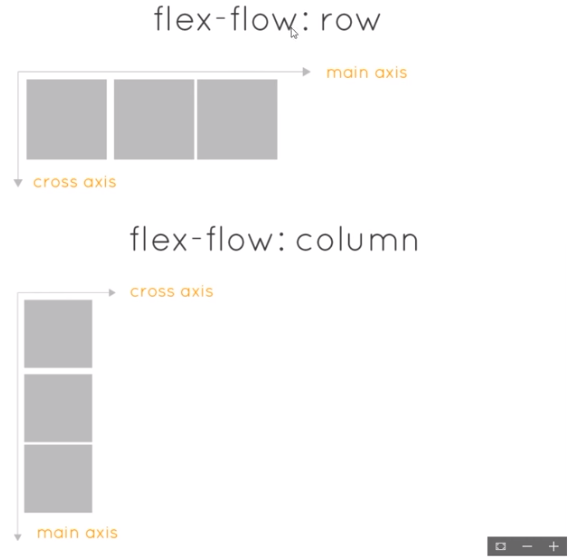 flex-flow: row
main axis
cross axis
flex-flow: column
cross axis
main axis